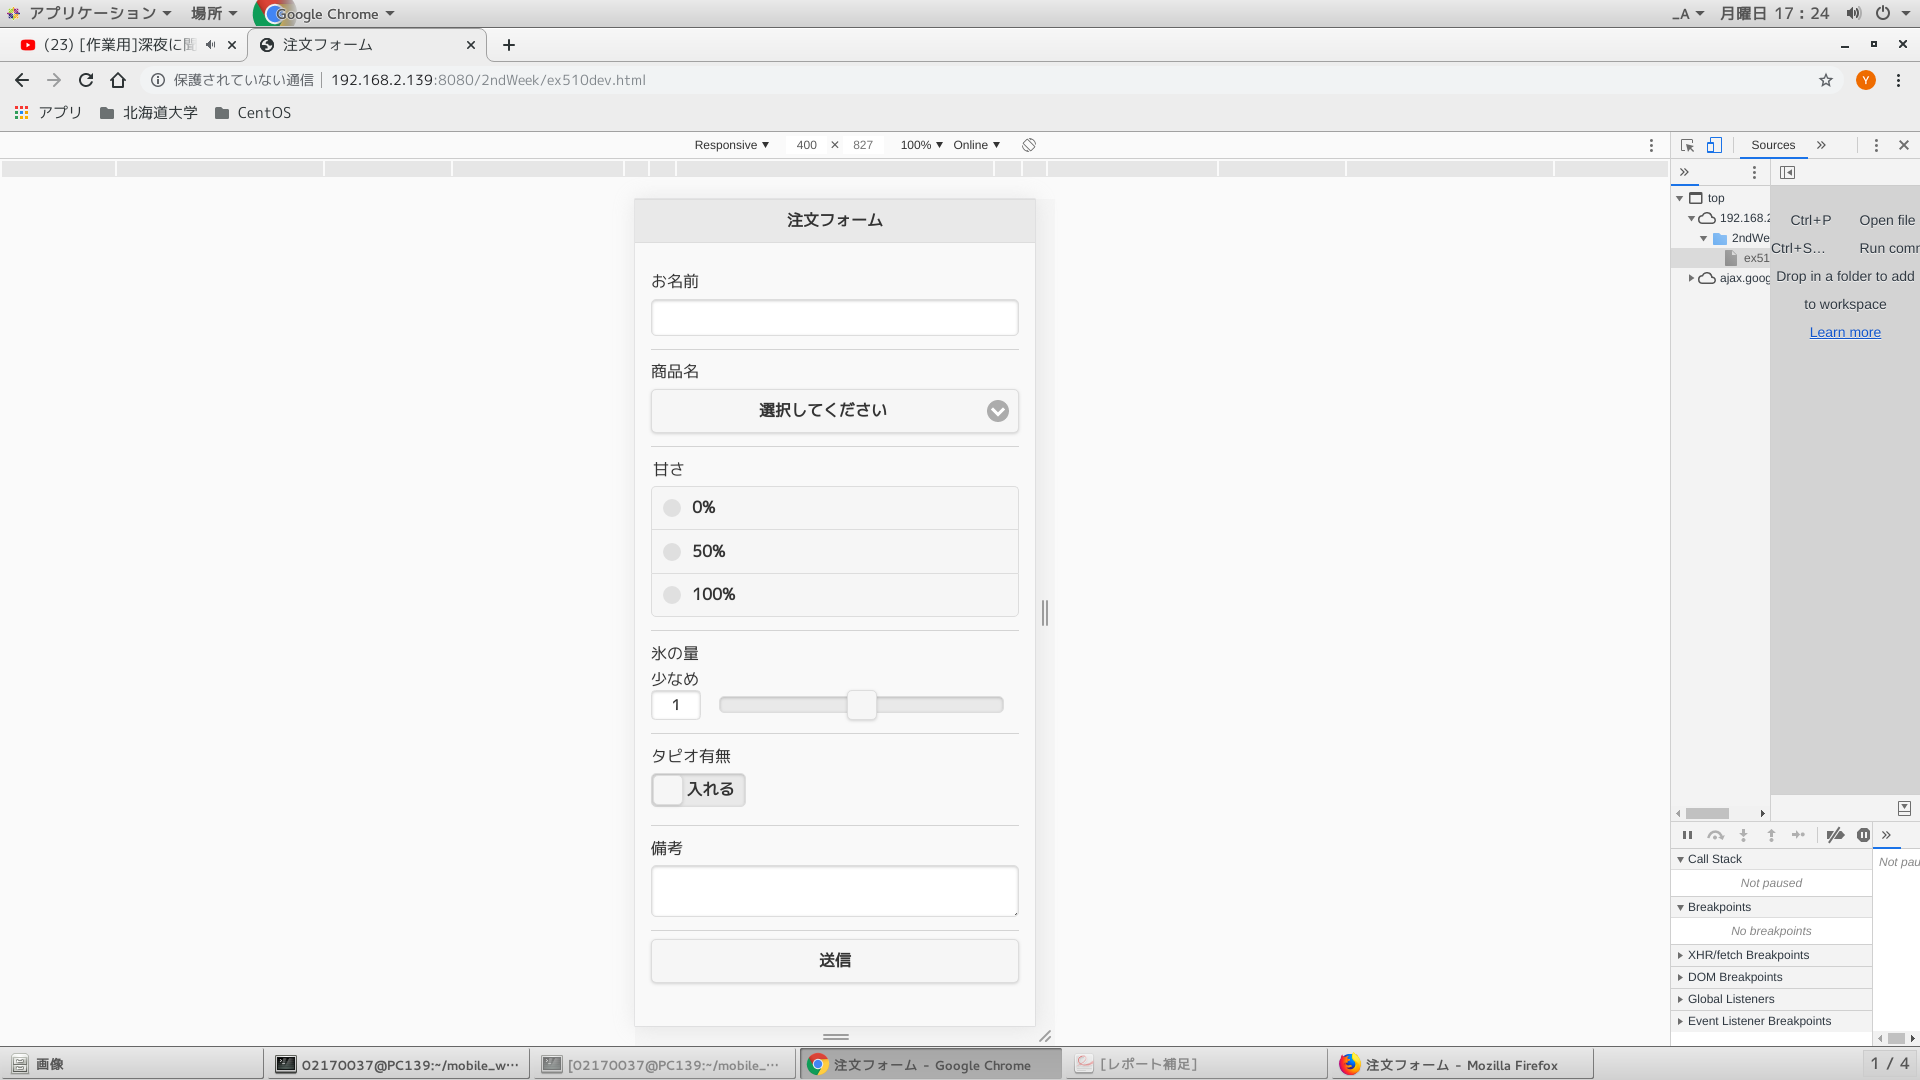 アプリケーション 場所 Google Chrome _A 月曜日 17：24
(23) [作業用]深夜に聞 注文フォーム
保護されていない通信 192.168.2.139:8080/2ndWeek/ex510dev.html Y
アプリ 北海道大学 CentOS
Responsive ▼ 400 × 827 100% ▼ Online ▼ Sources »
»
top
192.168.2
2ndWe
ex51
ajax.goog
Ctrl+P Open file
Ctrl+S… Run comm
Drop in a folder to add
to workspace
Learn more
注文フォーム
お名前
商品名
選択してください
甘さ
0%
50%
100%
氷の量
少なめ
1
タピオ有無
入れる
備考
送信
»
Call Stack
Not paused
Not pau
Breakpoints
No breakpoints
XHR/fetch Breakpoints
DOM Breakpoints
Global Listeners
Event Listener Breakpoints
画像 02170037@PC139:~/mobile_w… [02170037@PC139:~/mobile_… 注文フォーム - Google Chrome [レポート補足] 注文フォーム - Mozilla Firefox 1 / 4